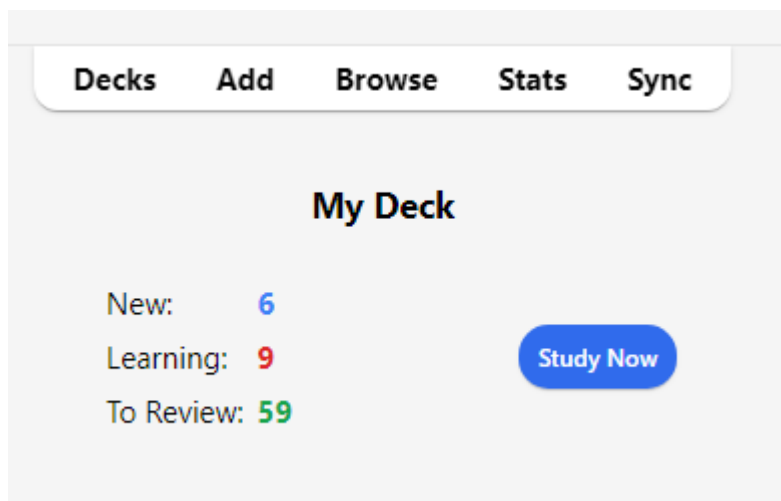 Decks Add Browse Stats Sync
My Deck
New: 6
Learning: 9
Study Now
To Review: 59